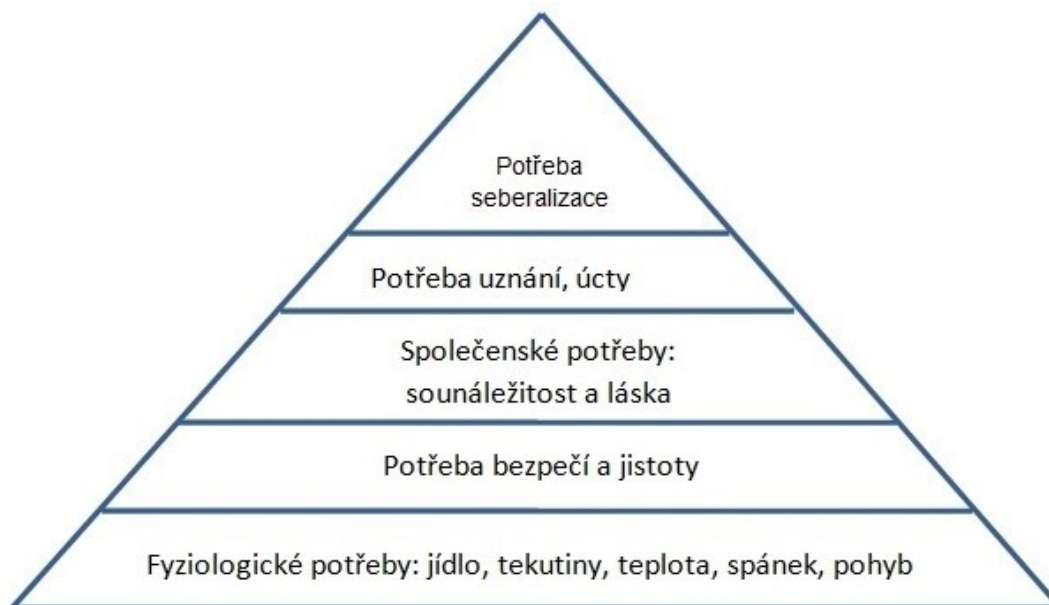 Potřeba
seberalizace
Potřeba uznání, úcty
Společenské potřeby:
sounáležitost a láska
Potřeba bezpečí a jistoty
Fyziologické potřeby: jídlo, tekutiny, teplota, spánek, pohyb